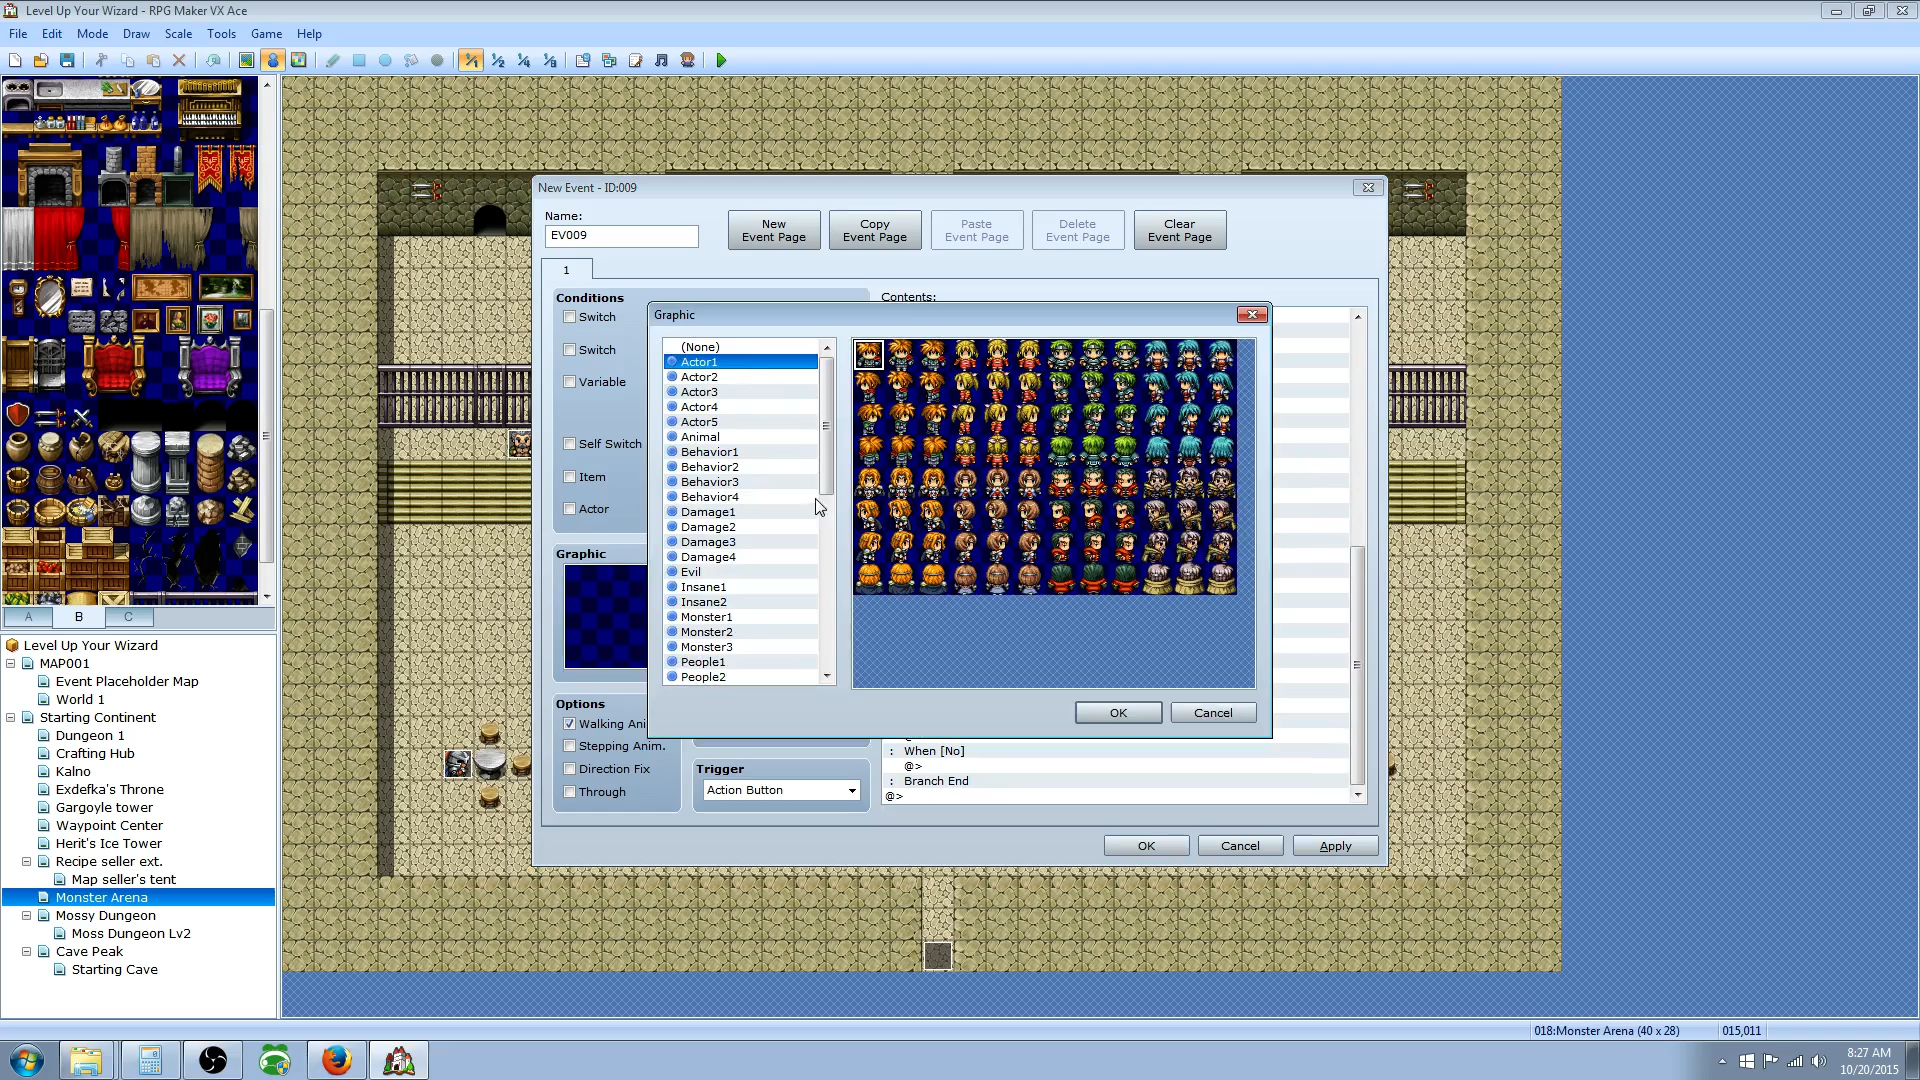 Level Up Your Wizard - RPG Maker VX Ace
File Edit Mode Draw Scale Tools Game Help
New Event - ID:009
Name:
EV009
New Event Page
Copy Event Page
Paste Event Page
Delete Event Page
Clear Event Page
1
Conditions
Switch
Switch
Variable
Self Switch
Item
Actor
Graphic
Options
Walking Ani
Stepping Anim.
Direction Fix
Through
Trigger
Action Button
Contents:
: When [No]
@>
: Branch End
@>
OK Cancel Apply
Graphic
(None)
Actor1
Actor2
Actor3
Actor4
Actor5
Animal
Behavior1
Behavior2
Behavior3
Behavior4
Damage1
Damage2
Damage3
Damage4
Evil
Insane1
Insane2
Monster1
Monster2
Monster3
People1
People2
OK Cancel
A B C
Level Up Your Wizard
MAP001
Event Placeholder Map
World 1
Starting Continent
Dungeon 1
Crafting Hub
Kalno
Exdefka's Throne
Gargoyle tower
Waypoint Center
Herit's Ice Tower
Recipe seller ext.
Map seller's tent
Monster Arena
Mossy Dungeon
Moss Dungeon Lv2
Cave Peak
Starting Cave
018:Monster Arena (40 x 28) 015,011
8:27 AM
10/20/2015